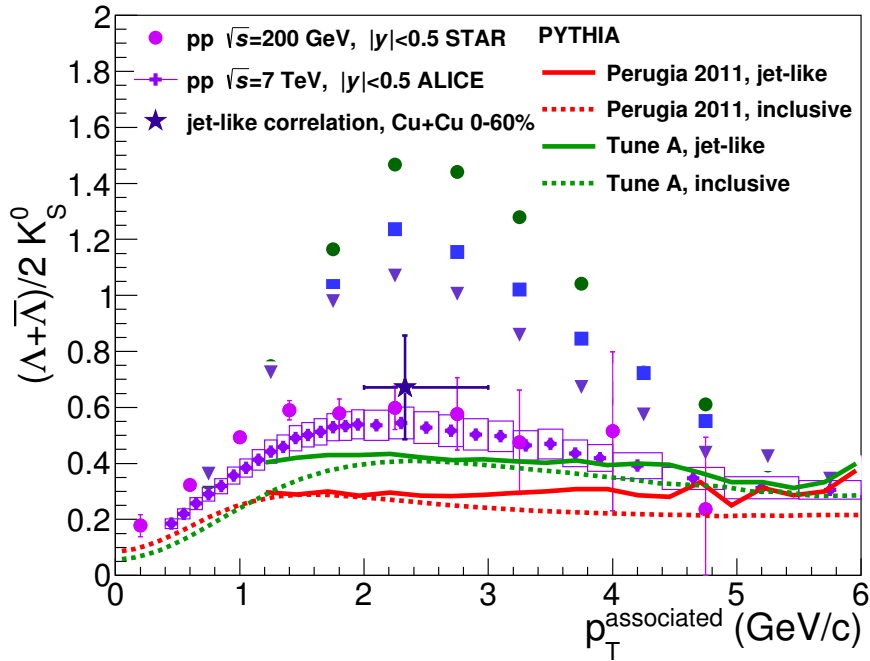 pp √s=200 GeV, |y|<0.5 STAR
pp √s=7 TeV, |y|<0.5 ALICE
jet-like correlation, Cu+Cu 0-60%
PYTHIA
Perugia 2011, jet-like
Perugia 2011, inclusive
Tune A, jet-like
Tune A, inclusive
(Λ+Λ̅)/2 K⁰_S
2
1.8
1.6
1.4
1.2
1
0.8
0.6
0.4
0.2
0
0 1 2 3 4 5 6
p_T^associated (GeV/c)